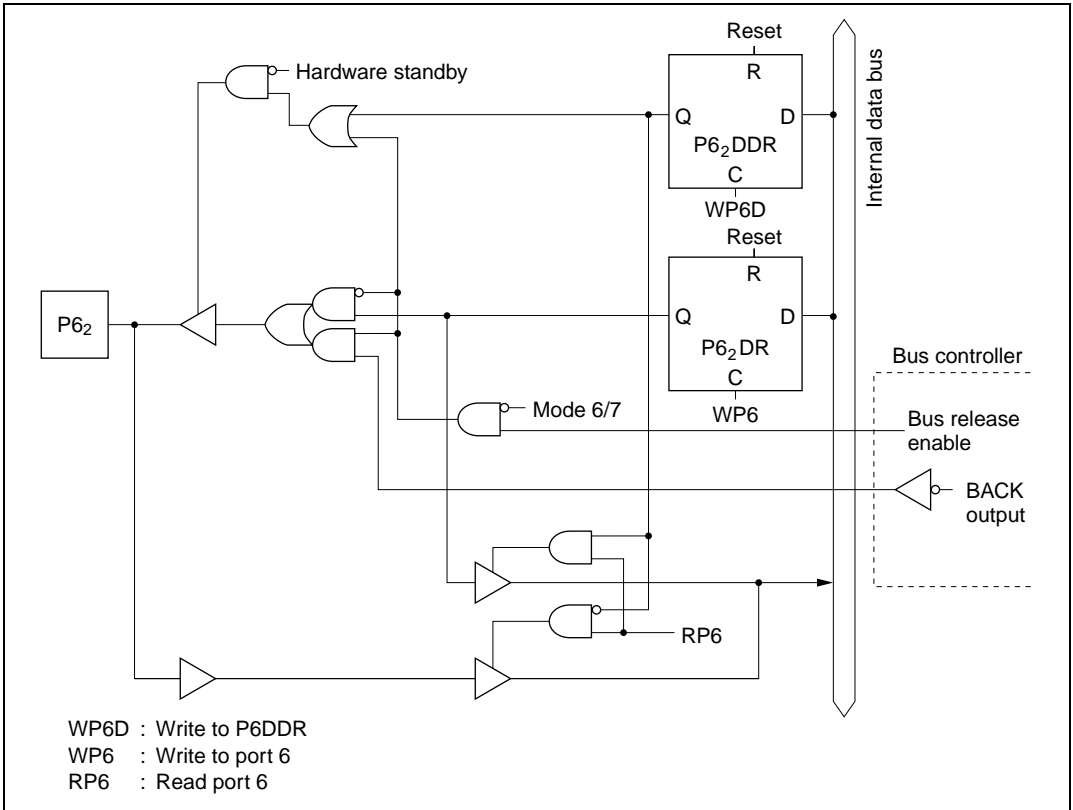 Reset
Hardware standby
R
Q
D
P6₂DDR
C
WP6D
Internal data bus
Reset
R
P6₂
Q
D
P6₂DR
C
WP6
Bus controller
Mode 6/7
Bus release
enable
BACK
output
RP6
WP6D : Write to P6DDR
WP6 : Write to port 6
RP6 : Read port 6